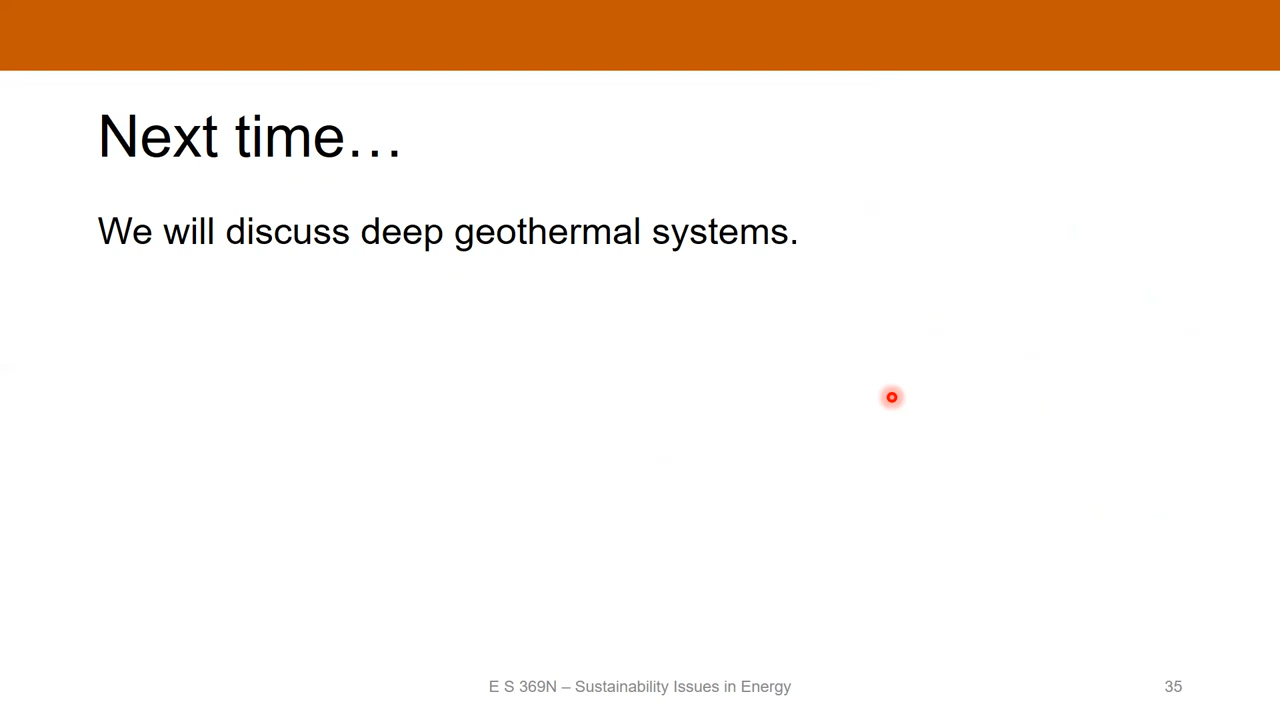 Next time…
We will discuss deep geothermal systems.
E S 369N – Sustainability Issues in Energy
35